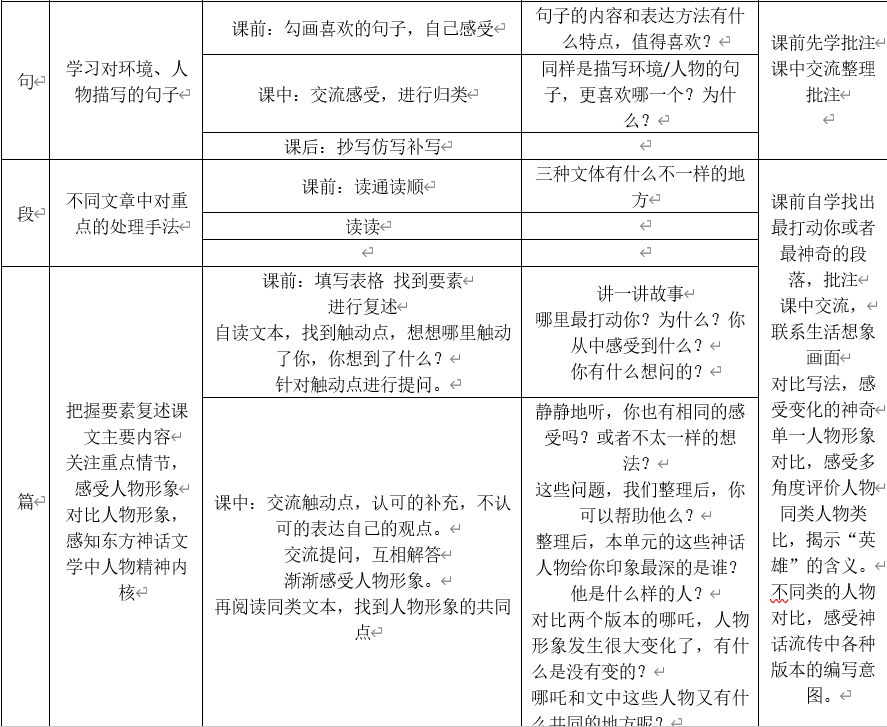 句
学习对环境、人
物描写的句子
课前：勾画喜欢的句子，自己感受
句子的内容和表达方法有什
么特点，值得喜欢？
课中：交流感受，进行归类
同样是描写环境/人物的句
子，更喜欢哪一个？为什
么？
课后：抄写仿写补写
课前先学批注
课中交流整理
批注
段
不同文章中对重
点的处理手法
课前：读通读顺
三种文体有什么不一样的地
方
读读
篇
把握要素复述课
文主要内容
关注重点情节，
感受人物形象
对比人物形象，
感知东方神话文
学中人物精神内
核
课前：填写表格 找到要素
进行复述
自读文本，找到触动点，想想哪里触动
了你，你想到了什么？
针对触动点进行提问。
讲一讲故事
哪里最打动你？为什么？你
从中感受到什么？
你有什么想问的？
课中：交流触动点，认可的补充，不认
可的表达自己的观点。
交流提问，互相解答
渐渐感受人物形象。
再阅读同类文本，找到人物形象的共同
点
静静地听，你也有相同的感
受吗？或者不太一样的想
法？
这些问题，我们整理后，你
可以帮助他么？
整理后，本单元的这些神话
人物给你印象最深的是谁？
他是什么样的人？
对比两个版本的哪吒，人物
形象发生很大变化了，有什
么是没有变的？
哪吒和文中这些人物又有什
么共同的地方呢？
课前自学找出
最打动你或者
最神奇的段
落，批注
课中交流，
联系生活想象
画面
对比写法，感
受变化的神奇
单一人物形象
对比，感受多
角度评价人物
同类人物类
比，揭示“英
雄”的含义。
不同类的人物
对比，感受神
话流传中各种
版本的编写意
图。